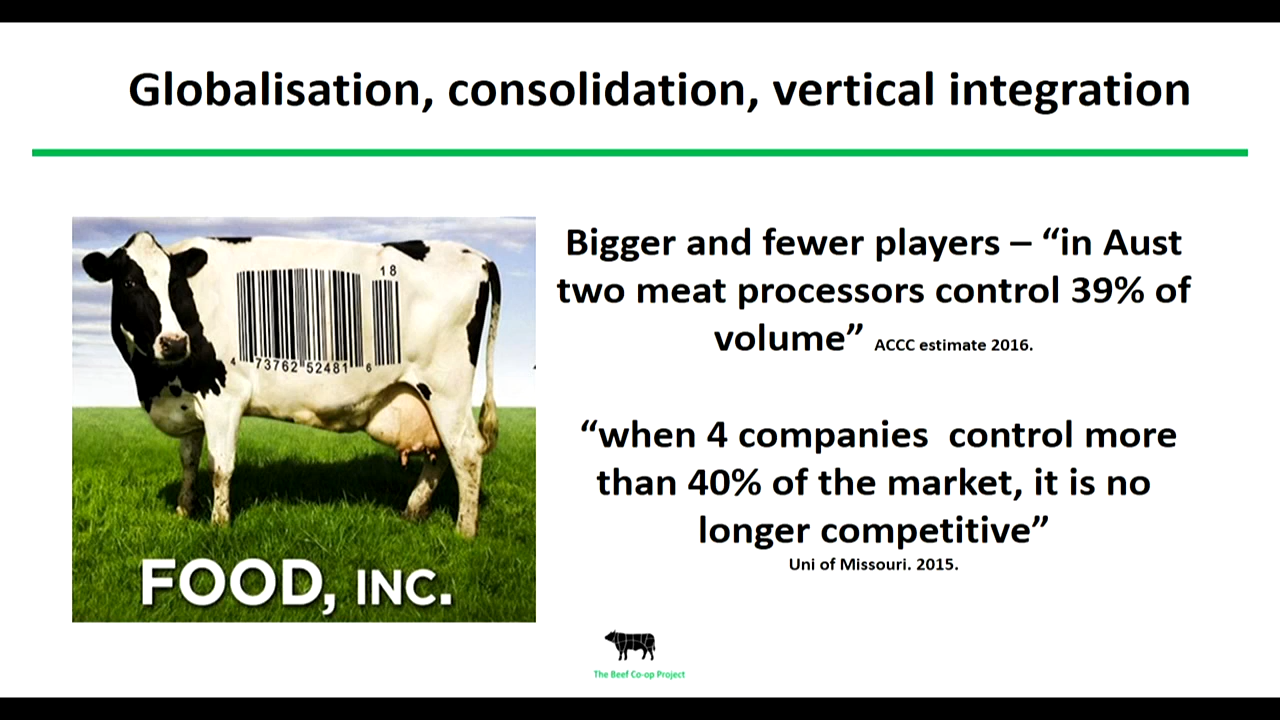 Globalisation, consolidation, vertical integration
18
4 73762 52481 6
FOOD, INC.
Bigger and fewer players – “in Aust
two meat processors control 39% of
volume” ACCC estimate 2016.
“when 4 companies  control more
than 40% of the market, it is no
longer competitive”
Uni of Missouri. 2015.
The Beef Co-op Project